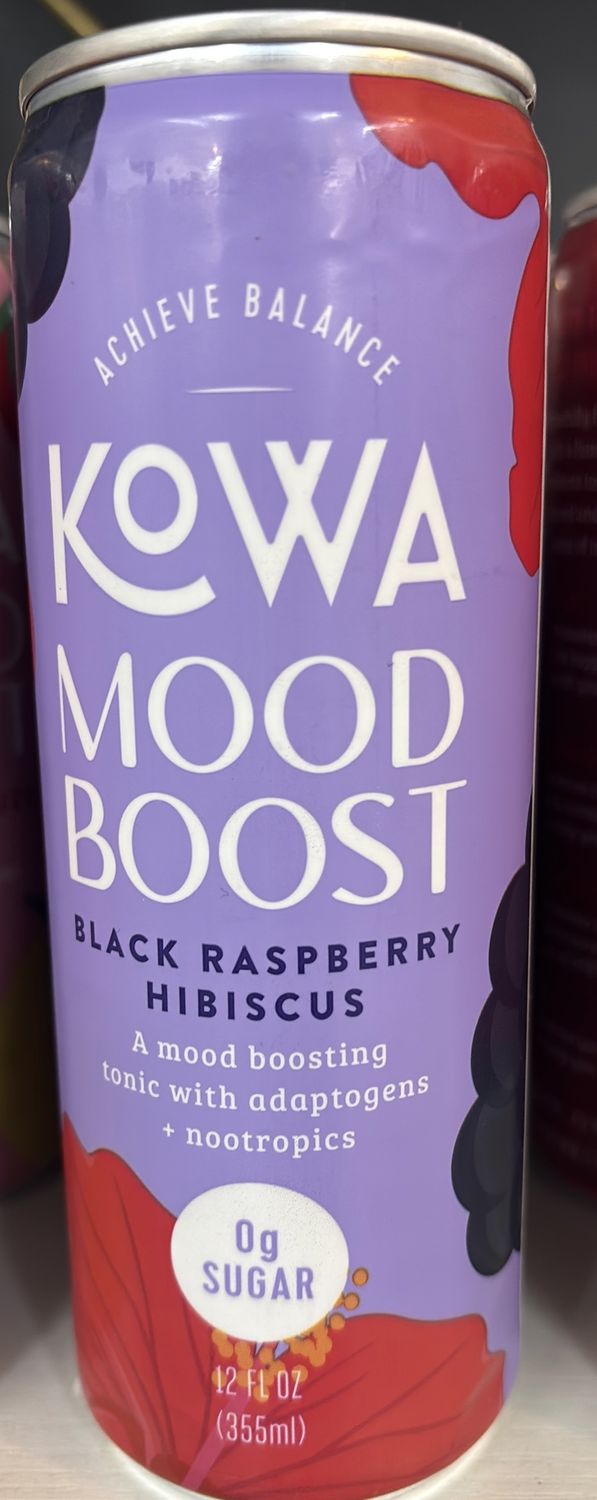 ACHIEVE BALANCE
KOWA
MOOD
BOOST
BLACK RASPBERRY
HIBISCUS
A mood boosting
tonic with adaptogens
+ nootropics
0g
SUGAR
12 FL OZ
(355ml)